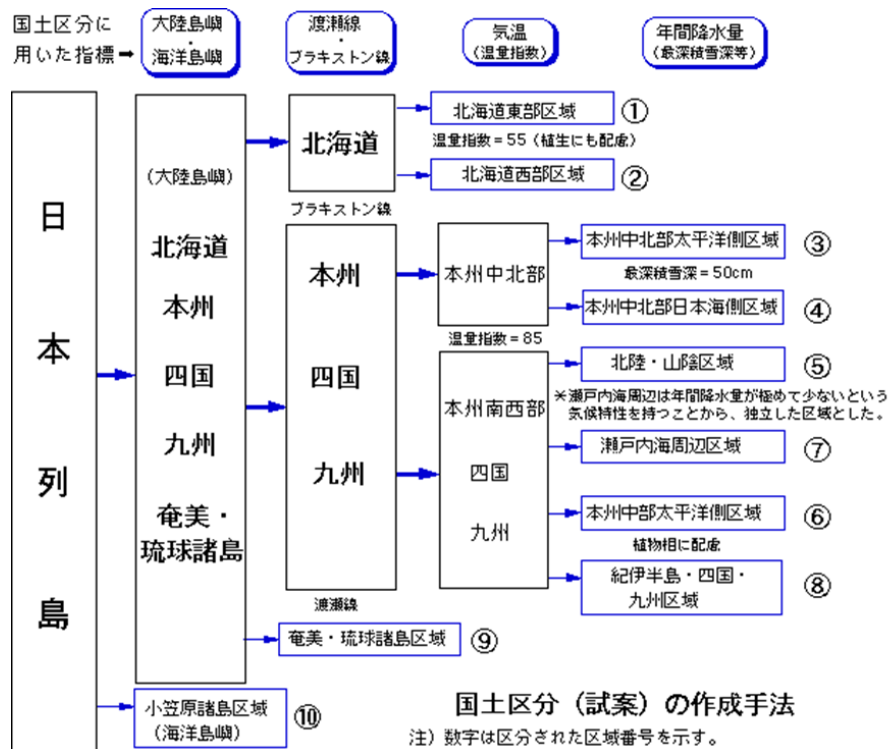 国土区分に
用いた指標→
大陸島嶼
・
海洋島嶼
渡瀬線
・
ブラキストン線
気温
(温量指数)
年間降水量
(最深積雪深等)
日本列島
(大陸島嶼)
北海道
本州
四国
九州
奄美・
琉球諸島
北海道
ブラキストン線
本州
四国
九州
渡瀬線
北海道東部区域 ①
温量指数=55(植生にも配慮)
北海道西部区域 ②
本州中北部
温量指数=85
本州南西部
四国
九州
本州中北部太平洋側区域 ③
最深積雪深=50cm
本州中北部日本海側区域 ④
北陸・山陰区域 ⑤
*瀬戸内海周辺は年間降水量が極めて少ないという
気候特性を持つことから、独立した区域とした。
瀬戸内海周辺区域 ⑦
本州中部太平洋側区域 ⑥
植物相に配慮
紀伊半島・四国・
九州区域 ⑧
奄美・琉球諸島区域 ⑨
小笠原諸島区域
(海洋島嶼) ⑩
国土区分(試案)の作成手法
注)数字は区分された区域番号を示す。